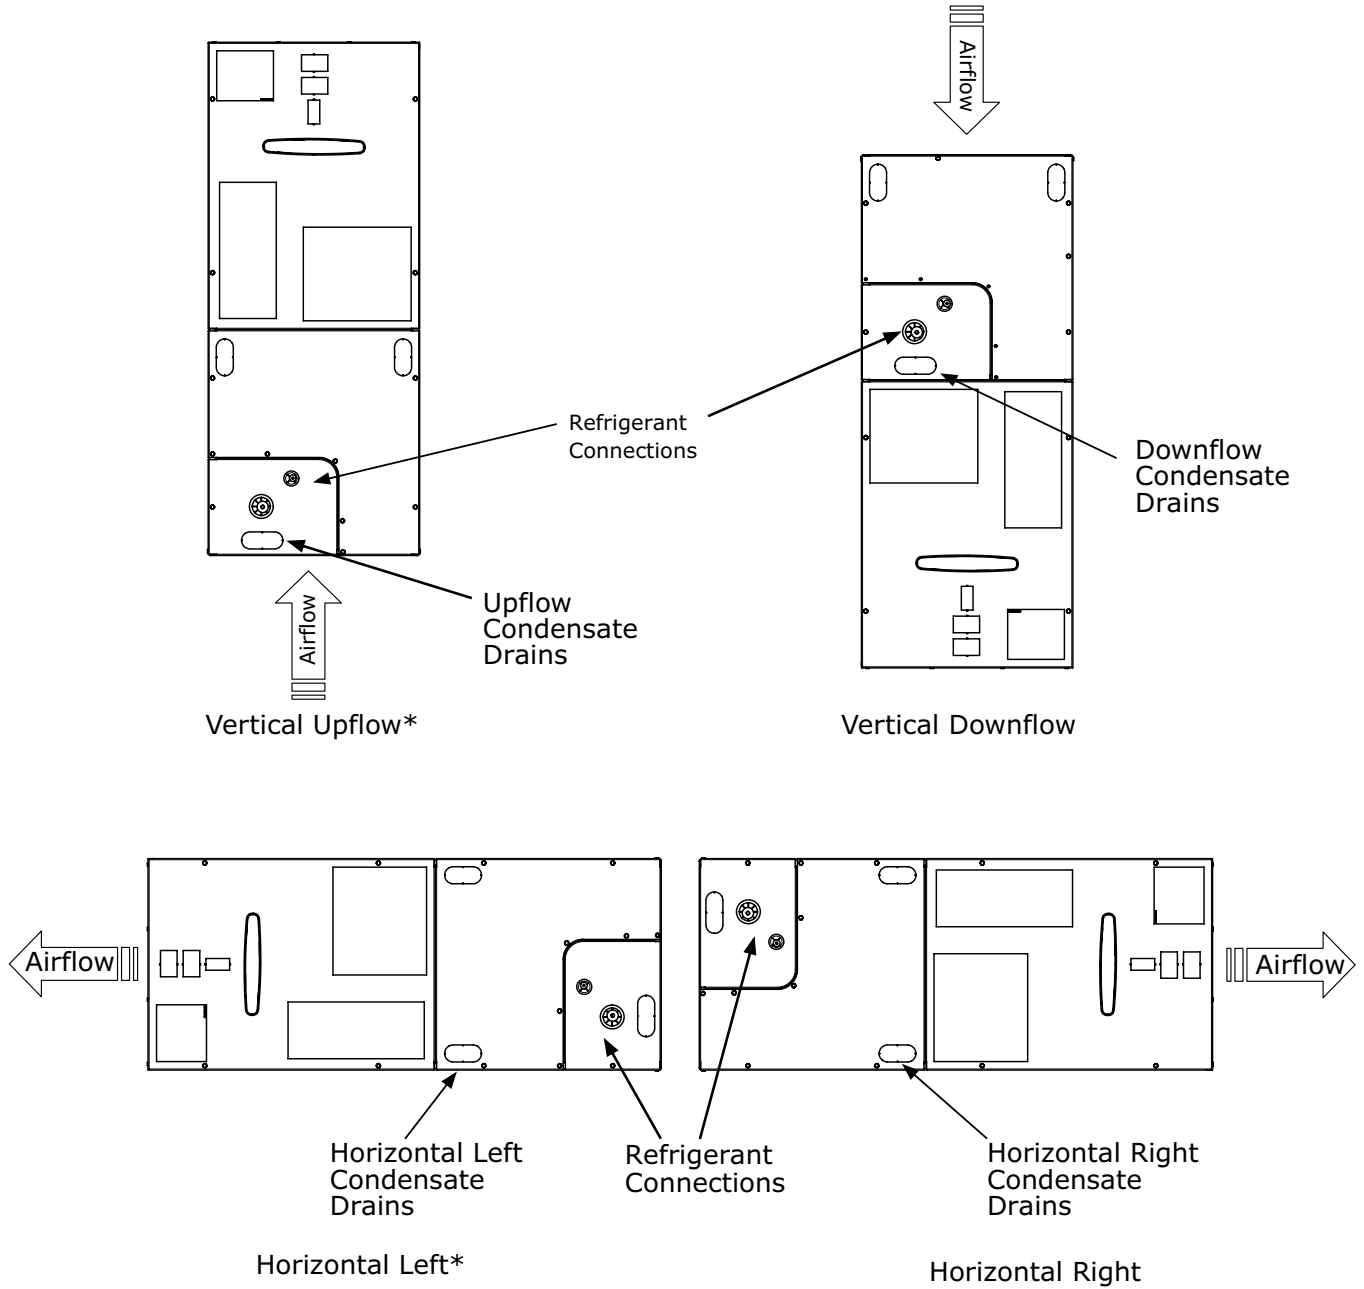 Airflow
Refrigerant
Connections
Downflow
Condensate
Drains
Upflow
Condensate
Drains
Airflow
Vertical Upflow*
Vertical Downflow
Airflow
Airflow
Horizontal Left
Condensate
Drains
Refrigerant
Connections
Horizontal Right
Condensate
Drains
Horizontal Left*
Horizontal Right